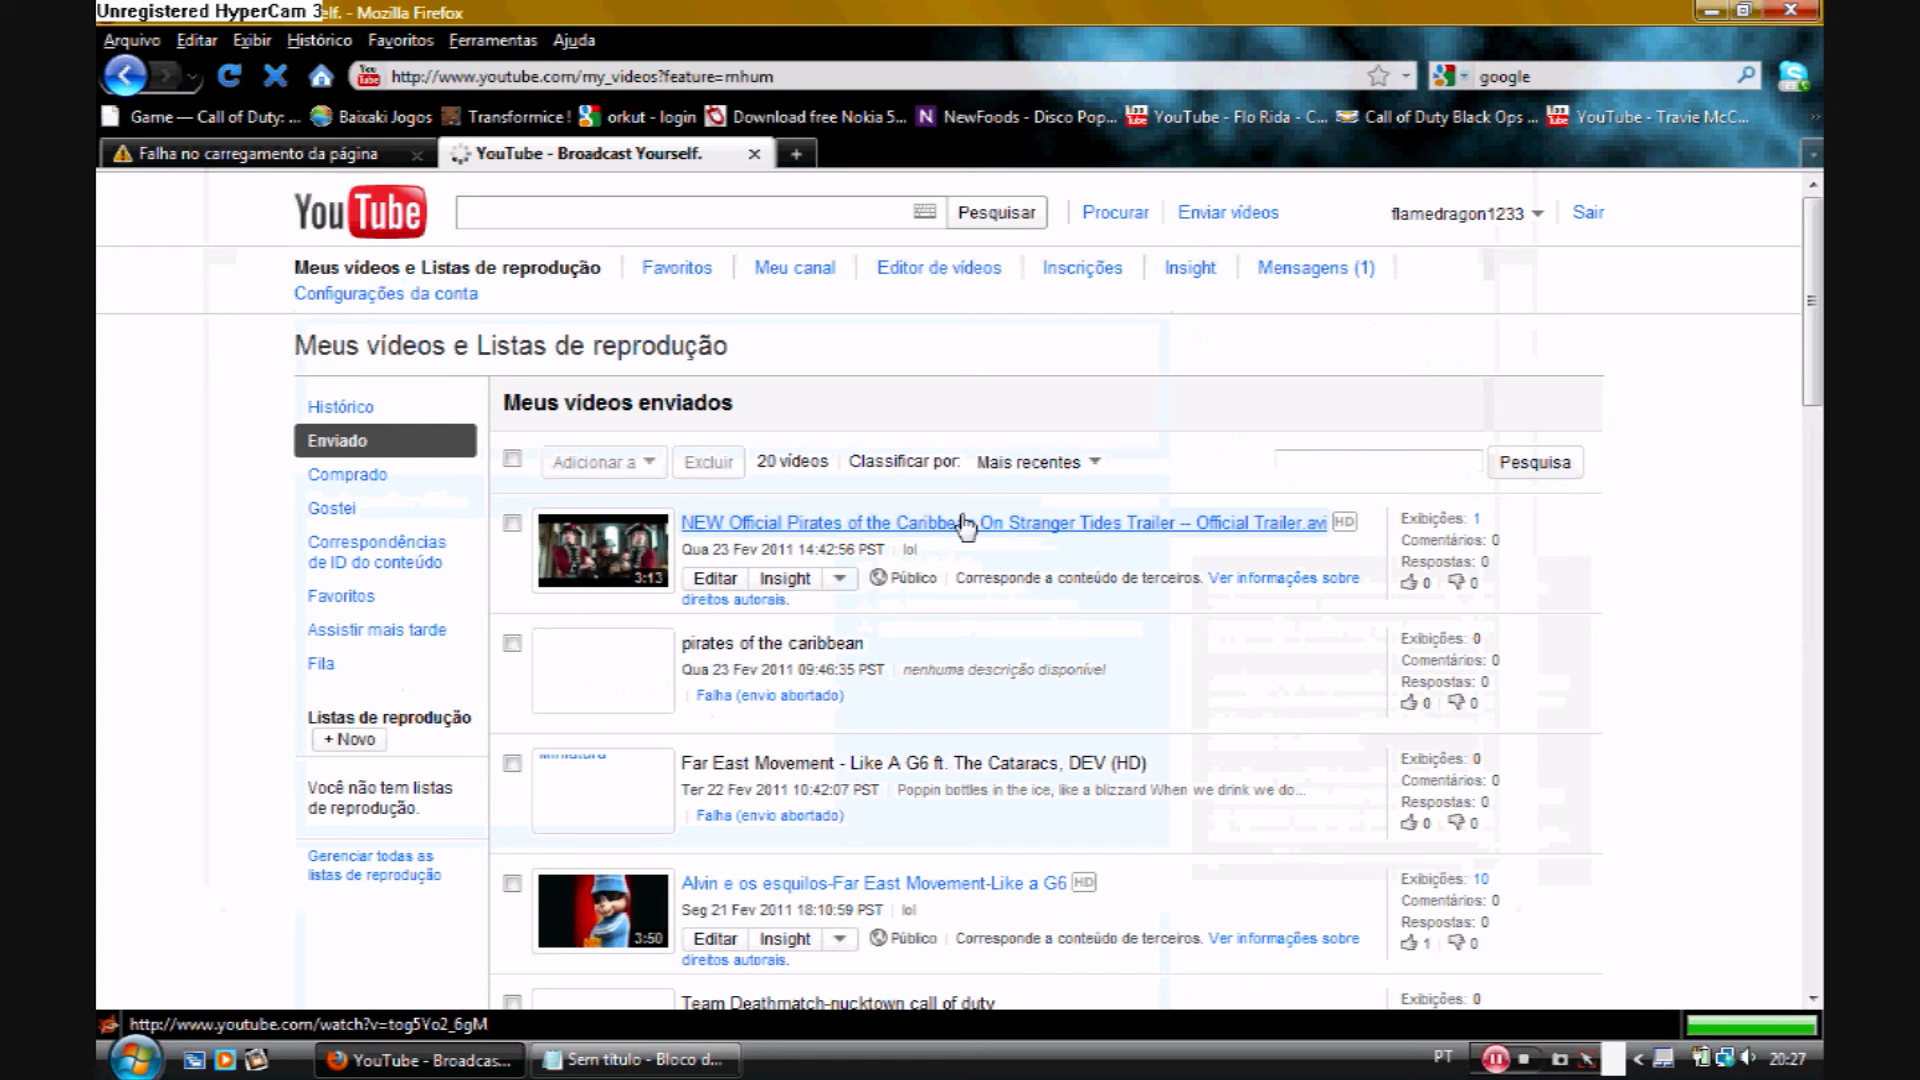 Unregistered HyperCam 3 elf. - Mozilla Firefox
Arquivo Editar Exibir Histórico Favoritos Ferramentas Ajuda
You Tube http://www.youtube.com/my_videos?feature=mhum google
Game — Call of Duty: ... Baixaki Jogos Transformice! orkut - login Download free Nokia 5... N NewFoods - Disco Pop... YouTube - Flo Rida - C... Call of Duty Black Ops ... YouTube - Travie McC...
Falha no carregamento da página YouTube - Broadcast Yourself.
YouTube Pesquisar Procurar Enviar vídeos flamedragon1233 Sair
Meus vídeos e Listas de reprodução Favoritos Meu canal Editor de vídeos Inscrições Insight Mensagens (1)
Configurações da conta
Meus vídeos e Listas de reprodução
Histórico
Enviado
Comprado
Gostei
Correspondências
de ID do conteúdo
Favoritos
Assistir mais tarde
Fila
Listas de reprodução
+ Novo
Você não tem listas
de reprodução.
Gerenciar todas as
listas de reprodução
Meus vídeos enviados
Adicionar a Excluir 20 vídeos Classificar por: Mais recentes Pesquisa
NEW Official Pirates of the Caribbe On Stranger Tides Trailer -- Official Trailer.avi HD
Qua 23 Fev 2011 14:42:56 PST lol
3:13 Editar Insight Público Corresponde a conteúdo de terceiros. Ver informações sobre
direitos autorais.
Exibições: 1
Comentários: 0
Respostas: 0
0 0
pirates of the caribbean
Qua 23 Fev 2011 09:46:35 PST nenhuma descrição disponível
Falha (envio abortado)
Exibições: 0
Comentários: 0
Respostas: 0
0 0
Miniatura
Far East Movement - Like A G6 ft. The Cataracs, DEV (HD)
Ter 22 Fev 2011 10:42:07 PST Poppin bottles in the ice, like a blizzard When we drink we do...
Falha (envio abortado)
Exibições: 0
Comentários: 0
Respostas: 0
0 0
Alvin e os esquilos-Far East Movement-Like a G6 HD
Seg 21 Fev 2011 18:10:59 PST lol
3:50 Editar Insight Público Corresponde a conteúdo de terceiros. Ver informações sobre
direitos autorais.
Exibições: 10
Comentários: 0
Respostas: 0
1 0
Team Deathmatch-nucktown call of duty
Exibições: 0
http://www.youtube.com/watch?v=tog5Yo2_6gM
YouTube - Broadcas... Sem título - Bloco d... PT 20:27